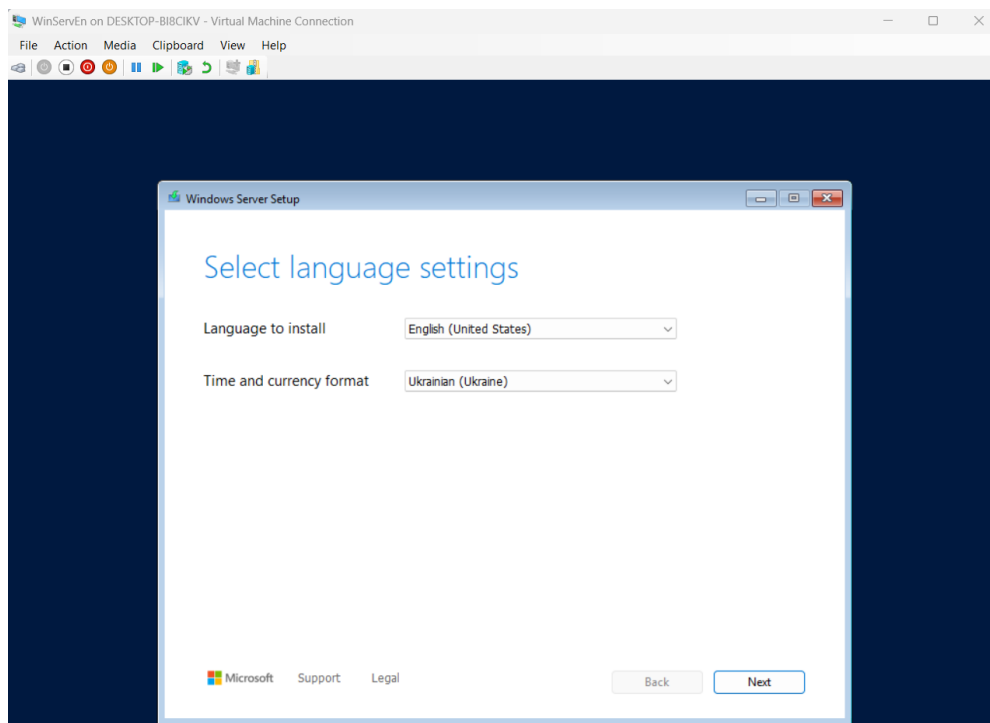 WinServEn on DESKTOP-BI8CIKV - Virtual Machine Connection
File Action Media Clipboard View Help
Windows Server Setup
Select language settings
Language to install English (United States)
Time and currency format Ukrainian (Ukraine)
Microsoft Support Legal Back Next